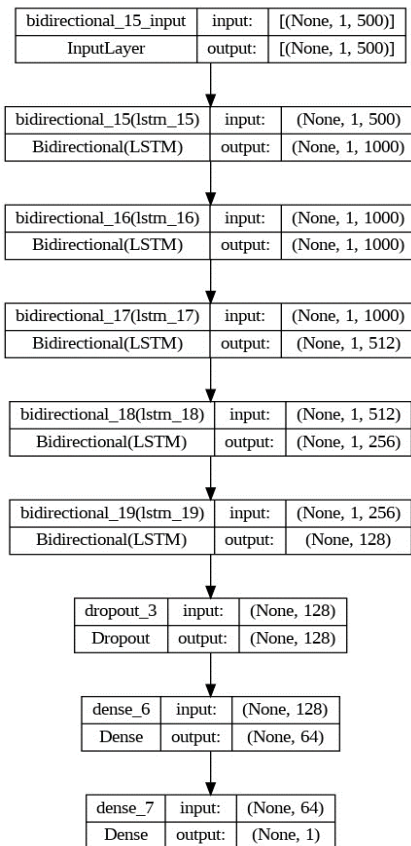 bidirectional_15_input input: [(None, 1, 500)]
InputLayer output: [(None, 1, 500)]
bidirectional_15(lstm_15) input: (None, 1, 500)
Bidirectional(LSTM) output: (None, 1, 1000)
bidirectional_16(lstm_16) input: (None, 1, 1000)
Bidirectional(LSTM) output: (None, 1, 1000)
bidirectional_17(lstm_17) input: (None, 1, 1000)
Bidirectional(LSTM) output: (None, 1, 512)
bidirectional_18(lstm_18) input: (None, 1, 512)
Bidirectional(LSTM) output: (None, 1, 256)
bidirectional_19(lstm_19) input: (None, 1, 256)
Bidirectional(LSTM) output: (None, 128)
dropout_3 input: (None, 128)
Dropout output: (None, 128)
dense_6 input: (None, 128)
Dense output: (None, 64)
dense_7 input: (None, 64)
Dense output: (None, 1)